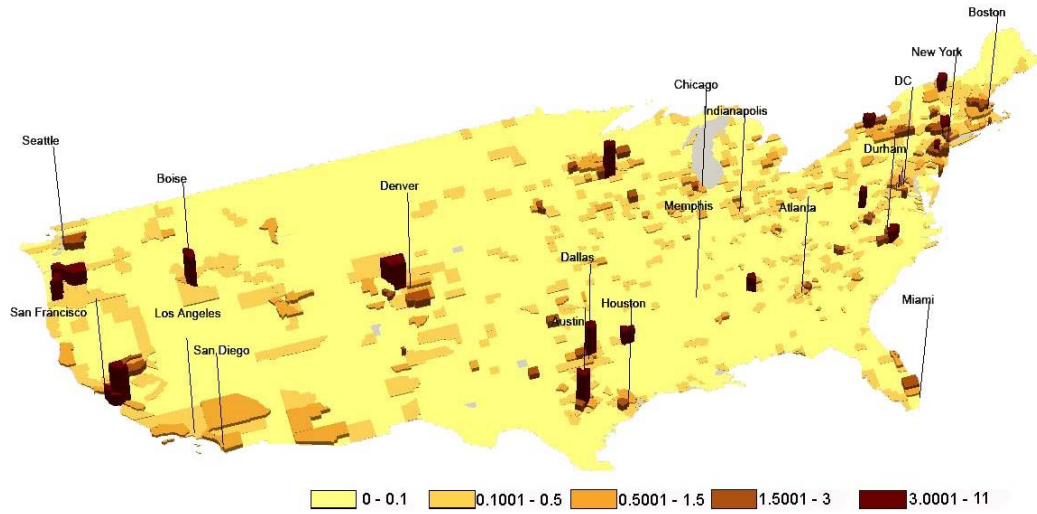 Boston
New York
Chicago
DC
Indianapolis
Seattle
Durham
Boise
Denver
Memphis
Atlanta
Dallas
Miami
Houston
San Francisco
Los Angeles
Austin
San Diego
0 - 0.1
0.1001 - 0.5
0.5001 - 1.5
1.5001 - 3
3.0001 - 11